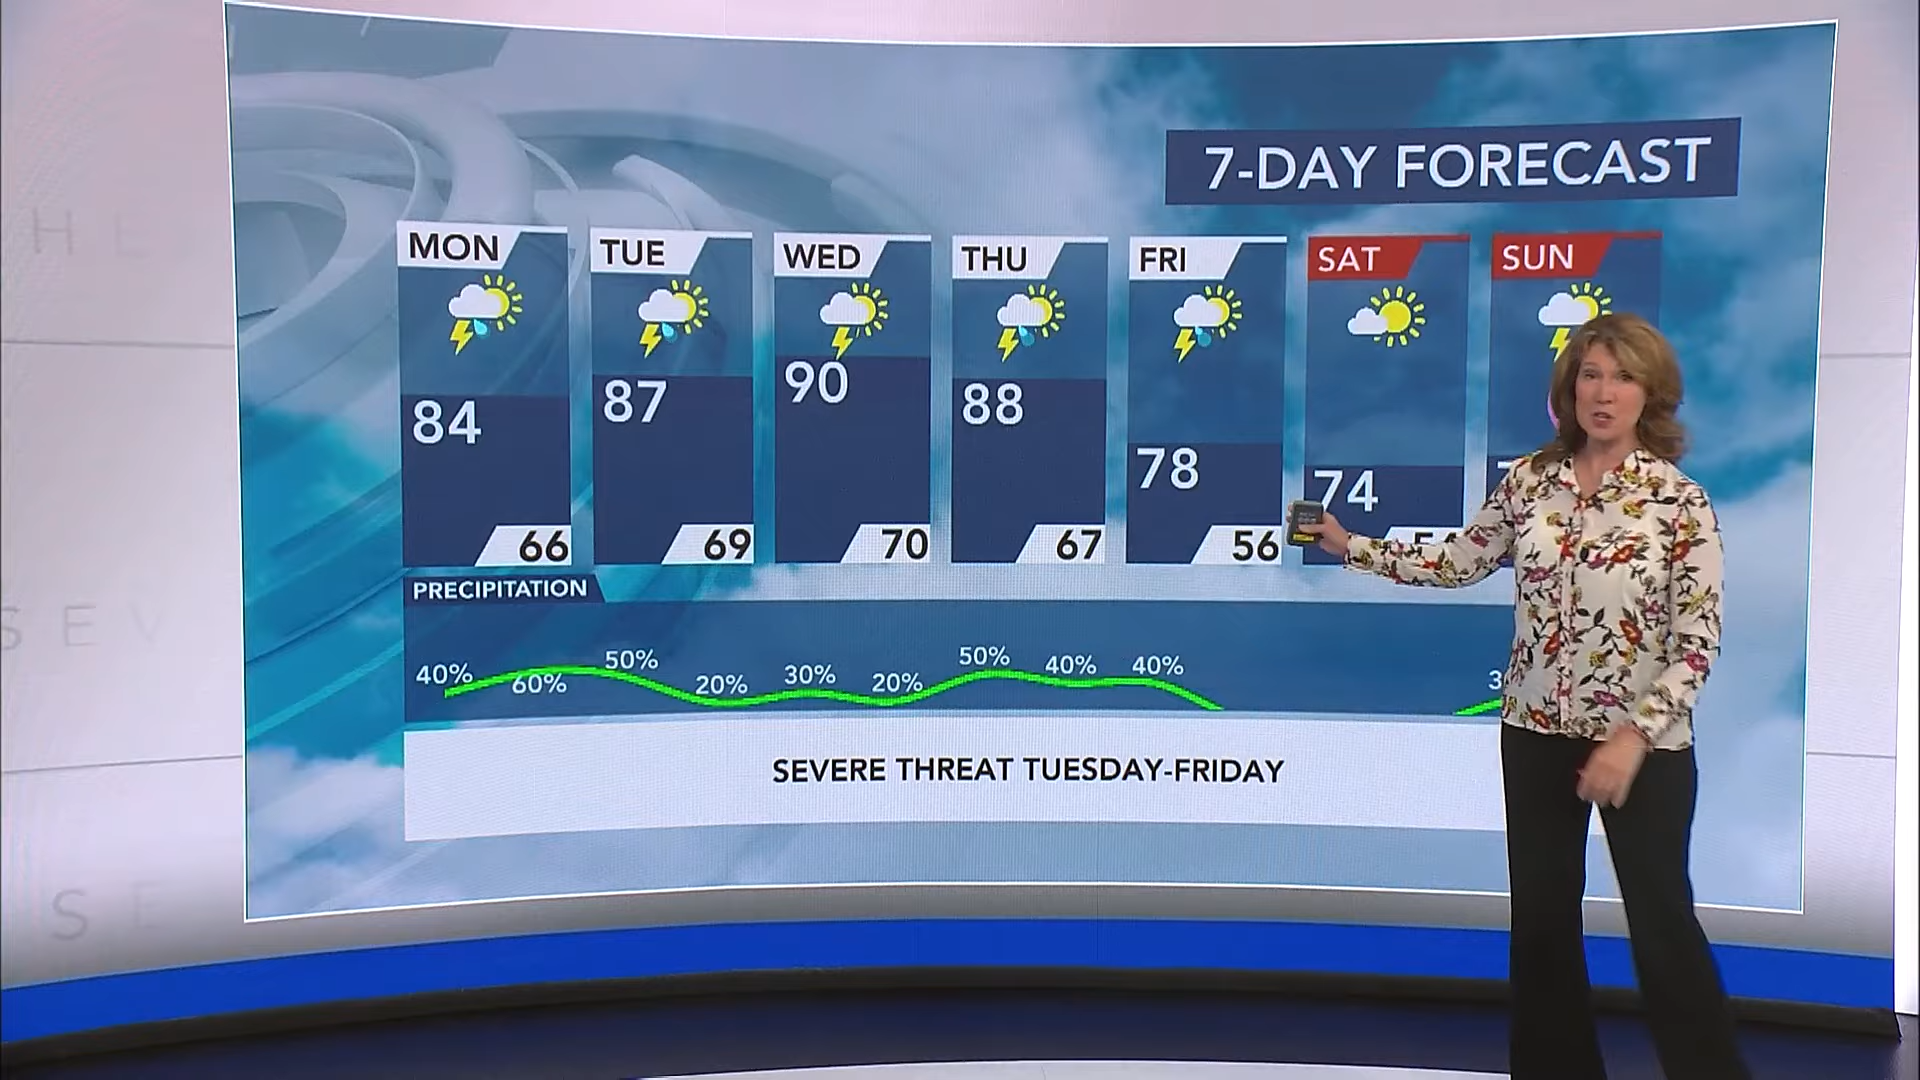 7-DAY FORECAST
MON TUE WED THU FRI SAT SUN
84 87 90 88 78 74
66 69 70 67 56
PRECIPITATION
40% 60% 50% 20% 30% 20% 50% 40% 40%
SEVERE THREAT TUESDAY-FRIDAY